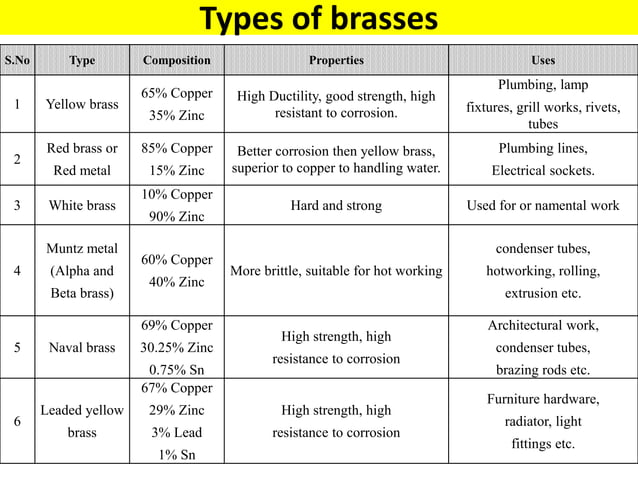 Types of brasses
S.No Type Composition Properties Uses
1 Yellow brass 65% Copper 35% Zinc High Ductility, good strength, high resistant to corrosion. Plumbing, lamp fixtures, grill works, rivets, tubes
2 Red brass or Red metal 85% Copper 15% Zinc Better corrosion then yellow brass, superior to copper to handling water. Plumbing lines, Electrical sockets.
3 White brass 10% Copper 90% Zinc Hard and strong Used for or namental work
4 Muntz metal (Alpha and Beta brass) 60% Copper 40% Zinc More brittle, suitable for hot working condenser tubes, hotworking, rolling, extrusion etc.
5 Naval brass 69% Copper 30.25% Zinc 0.75% Sn High strength, high resistance to corrosion Architectural work, condenser tubes, brazing rods etc.
6 Leaded yellow brass 67% Copper 29% Zinc 3% Lead 1% Sn High strength, high resistance to corrosion Furniture hardware, radiator, light fittings etc.